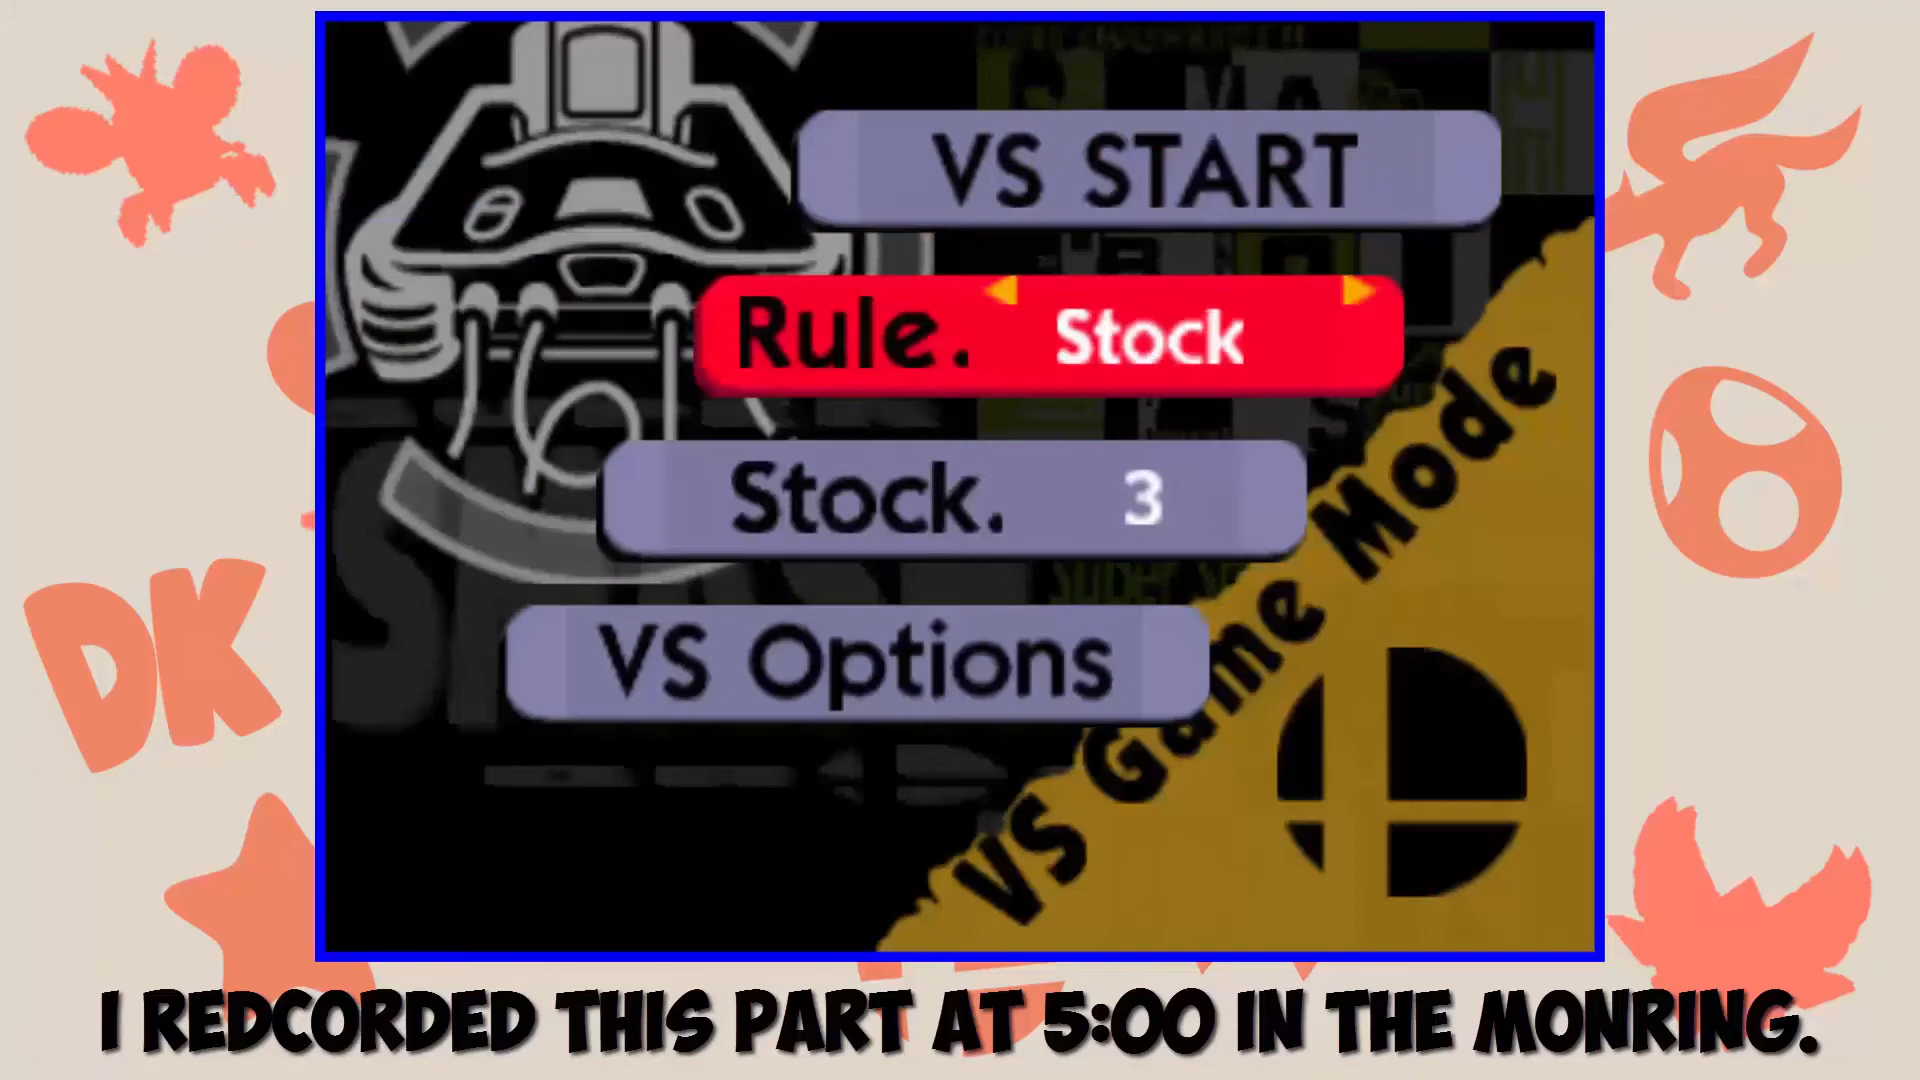 VS START
Rule. Stock
Stock. 3
VS Options
VS Game Mode
DK
I REDCORDED THIS PART AT 5:00 IN THE MONRING.